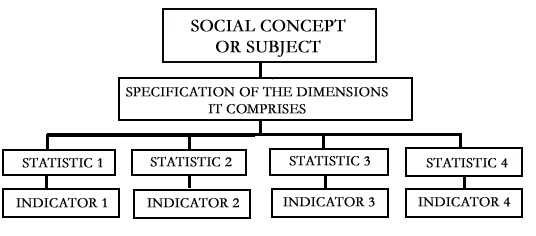 SOCIAL CONCEPT
OR SUBJECT
SPECIFICATION OF THE DIMENSIONS
IT COMPRISES
STATISTIC 1
STATISTIC 2
STATISTIC 3
STATISTIC 4
INDICATOR 1
INDICATOR 2
INDICATOR 3
INDICATOR 4